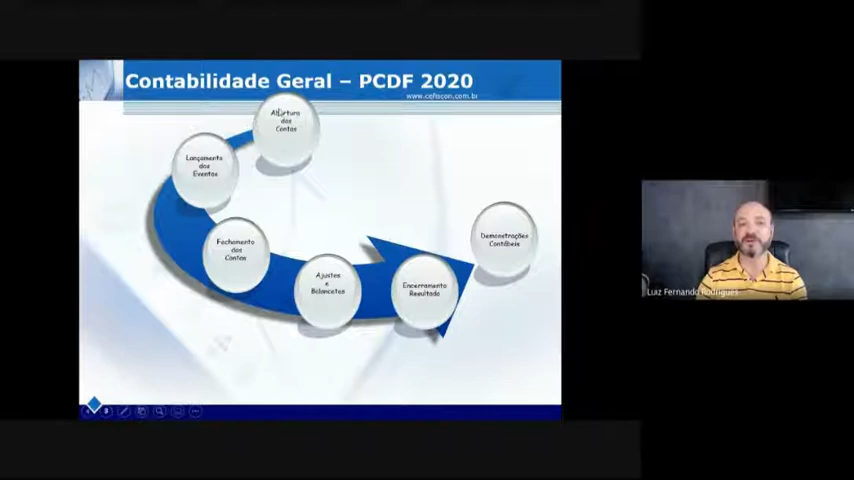 Contabilidade Geral – PCDF 2020
www.cefiscon.com.br
Abertura
das
Contas
Lançamento
dos
Eventos
Fechamento
das
Contas
Ajustes
e
Balancetes
Encerramento
Resultado
Demonstrações
Contábeis
Luiz Fernando Rodrigues